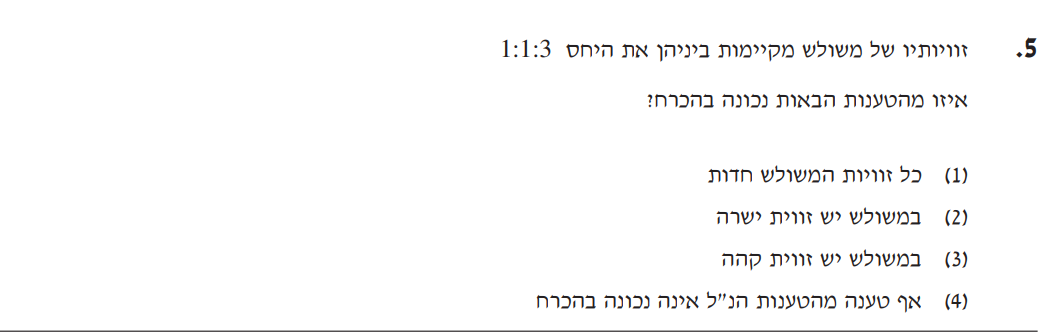 5. זוויותיו של משולש מקיימות ביניהן את היחס 1:1:3
איזו מהטענות הבאות נכונה בהכרח?
(1) כל זוויות המשולש חדות
(2) במשולש יש זווית ישרה
(3) במשולש יש זווית קהה
(4) אף טענה מהטענות הנ"ל אינה נכונה בהכרח